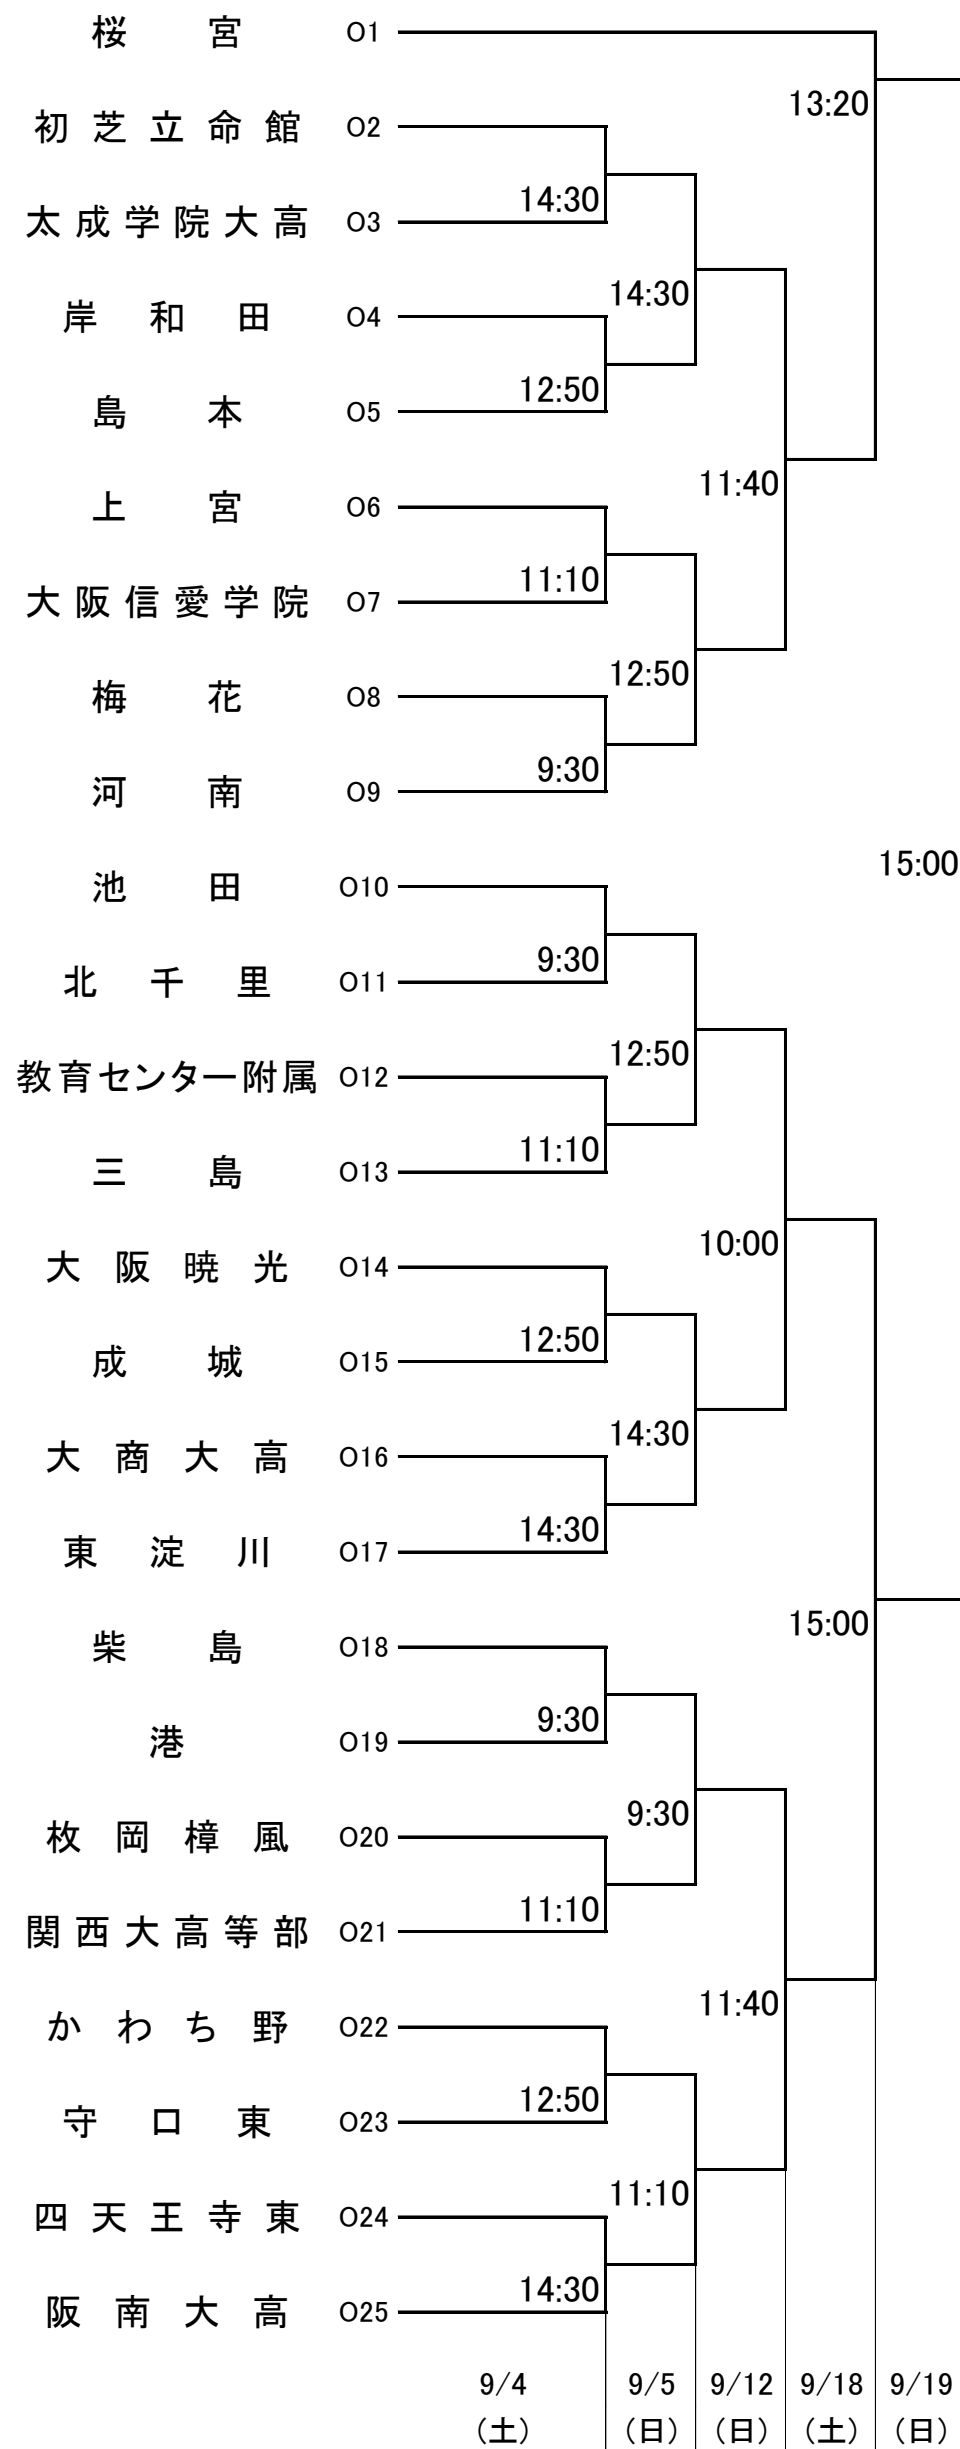 桜宮 O1
13:20
初芝立命館 O2
14:30
太成学院大高 O3
14:30
岸和田 O4
12:50
島本 O5
11:40
上宮 O6
11:10
大阪信愛学院 O7
12:50
梅花 O8
9:30
河南 O9
15:00
池田 O10
9:30
北千里 O11
12:50
教育センター附属 O12
11:10
三島 O13
10:00
大阪暁光 O14
12:50
成城 O15
14:30
大商大高 O16
14:30
東淀川 O17
15:00
柴島 O18
9:30
港 O19
9:30
枚岡樟風 O20
11:10
関西大高等部 O21
11:40
かわち野 O22
12:50
守口東 O23
11:10
四天王寺東 O24
14:30
阪南大高 O25
9/4 9/5 9/12 9/18 9/19
（土） （日） （日） （土） （日）